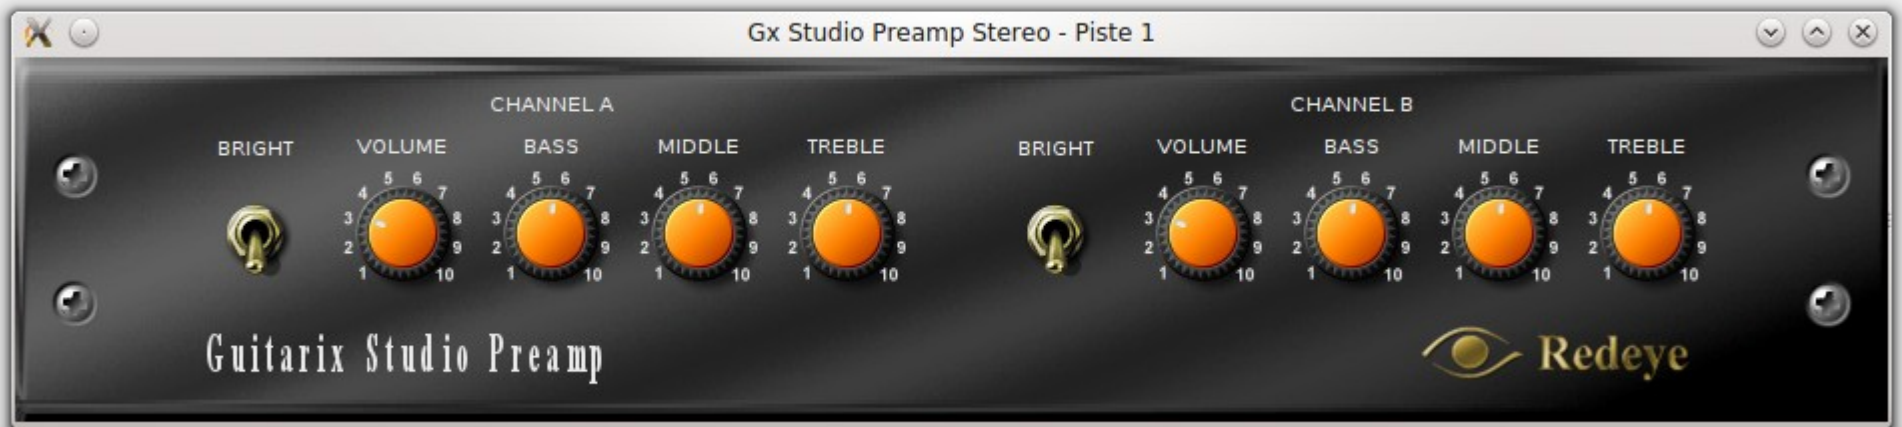 Gx Studio Preamp Stereo - Piste 1
CHANNEL A
CHANNEL B
BRIGHT VOLUME BASS MIDDLE TREBLE BRIGHT VOLUME BASS MIDDLE TREBLE
1 2 3 4 5 6 7 8 9 10
1 2 3 4 5 6 7 8 9 10
1 2 3 4 5 6 7 8 9 10
1 2 3 4 5 6 7 8 9 10
1 2 3 4 5 6 7 8 9 10
1 2 3 4 5 6 7 8 9 10
1 2 3 4 5 6 7 8 9 10
1 2 3 4 5 6 7 8 9 10
Guitarix Studio Preamp
Redeye